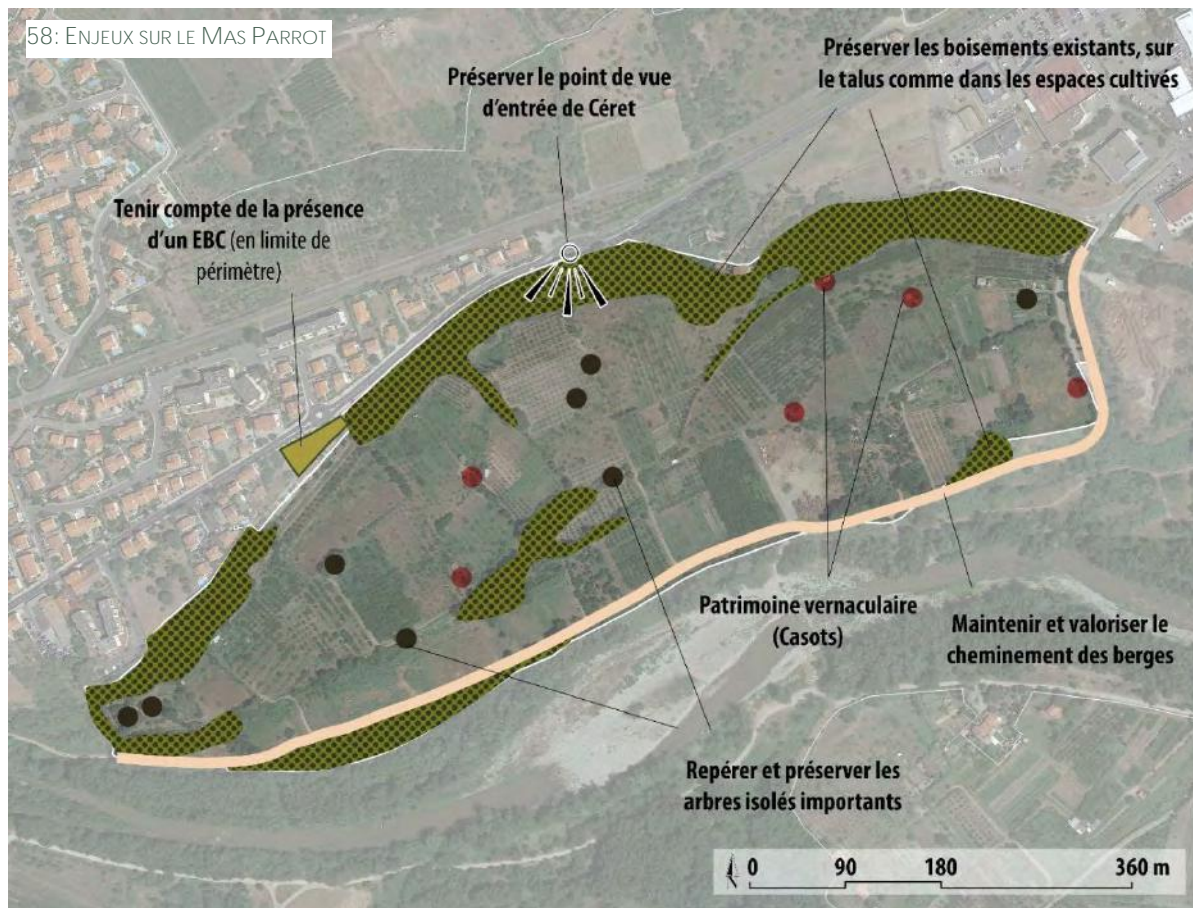 58: ENJEUX SUR LE MAS PARROT
Préserver le point de vue
d'entrée de Céret
Préserver les boisements existants, sur
le talus comme dans les espaces cultivés
Tenir compte de la présence
d'un EBC (en limite de
périmètre)
Patrimoine vernaculaire
(Casots)
Maintenir et valoriser le
cheminement des berges
Repérer et préserver les
arbres isolés importants
0 90 180 360 m